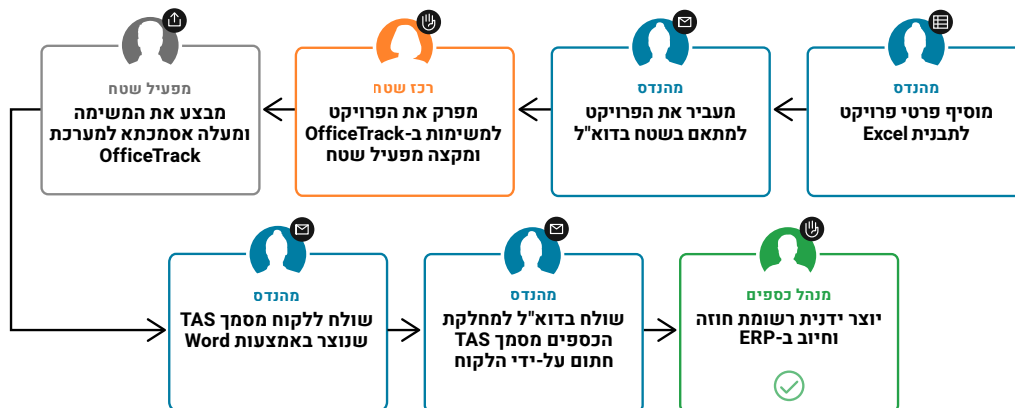 מהנדס
מוסיף פרטי פרויקט
לתבנית Excel
מהנדס
מעביר את הפרויקט
למתאם בשטח בדוא"ל
רכז שטח
מפרק את הפרויקט
למשימות ב-OfficeTrack
ומקצה מפעיל שטח
מפעיל שטח
מבצע את המשימה
ומעלה אסמכתא למערכת
OfficeTrack
מהנדס
שולח ללקוח מסמך TAS
שנוצר באמצעות Word
מהנדס
שולח בדוא"ל למחלקת
הכספים מסמך TAS
חתום על-ידי הלקוח
מנהל כספים
יוצר ידנית רשומת חוזה
וחיוב ב-ERP